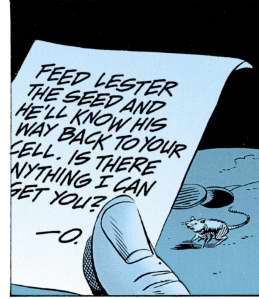 FEED LESTER
THE SEED AND
HE'LL KNOW HIS
WAY BACK TO YOUR
CELL. IS THERE
NYTHING I CAN
GET YOU?
—O.